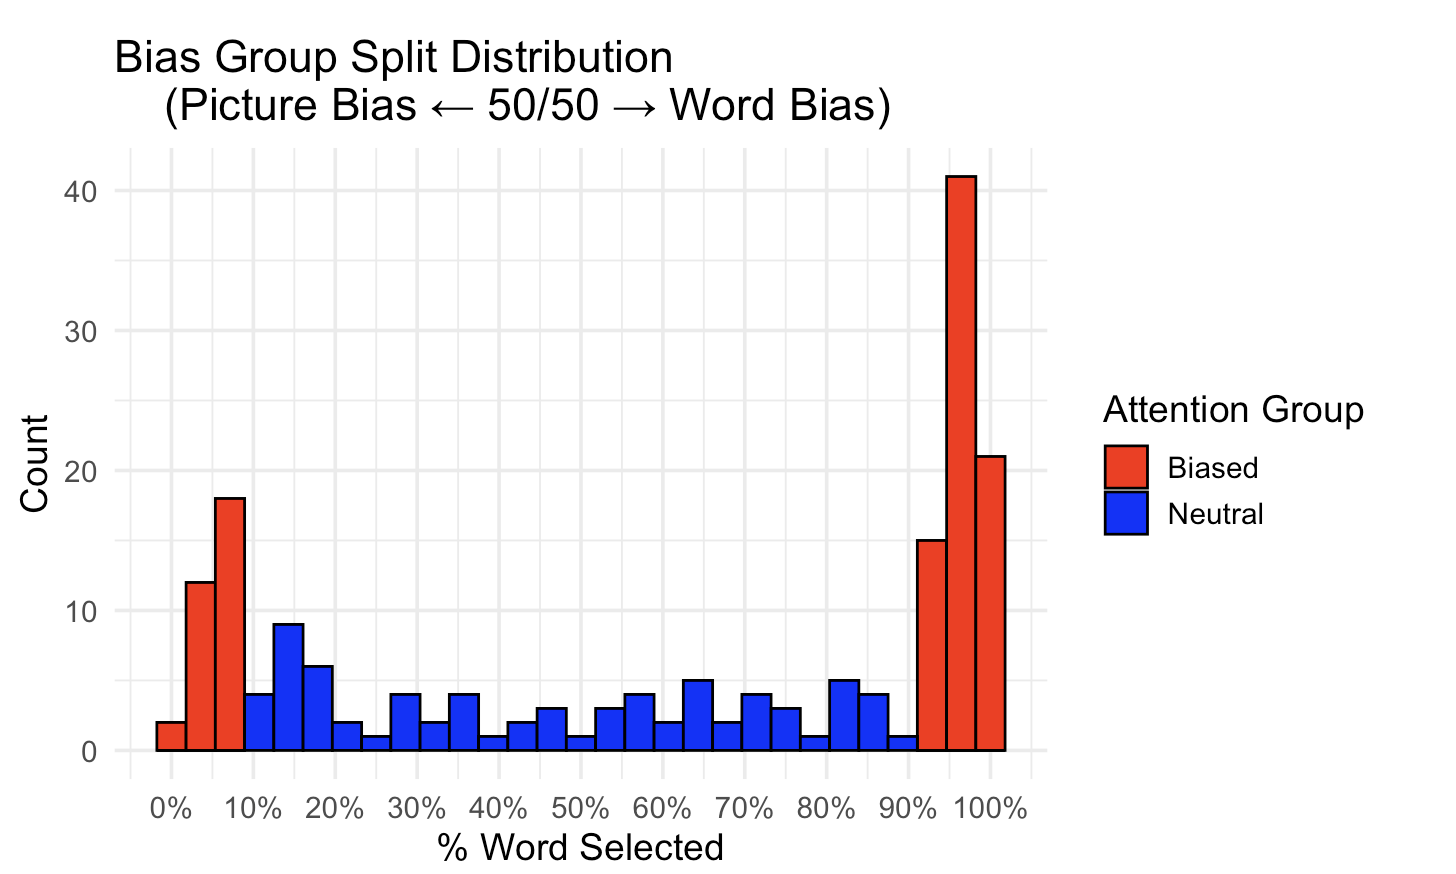 Bias Group Split Distribution
(Picture Bias ← 50/50 → Word Bias)
40
30
20
10
0
Count
0% 10% 20% 30% 40% 50% 60% 70% 80% 90% 100%
% Word Selected
Attention Group
Biased
Neutral